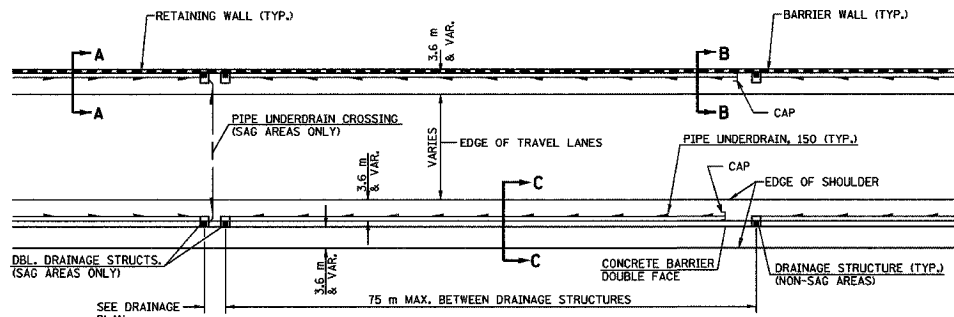 RETAINING WALL (TYP.)
BARRIER WALL (TYP.)
3.6 m
& VAR.
A
B
A
B
CAP
PIPE UNDERDRAIN CROSSING
(SAG AREAS ONLY)
VARIES
EDGE OF TRAVEL LANES
PIPE UNDERDRAIN, 150 (TYP.)
3.6 m
& VAR.
CAP
EDGE OF SHOULDER
C
C
DBL. DRAINAGE STRUCTS.
(SAG AREAS ONLY)
3.6 m
& VAR.
CONCRETE BARRIER
DOUBLE FACE
DRAINAGE STRUCTURE (TYP.)
(NON-SAG AREAS)
SEE DRAINAGE
PLAN
75 m MAX. BETWEEN DRAINAGE STRUCTURES